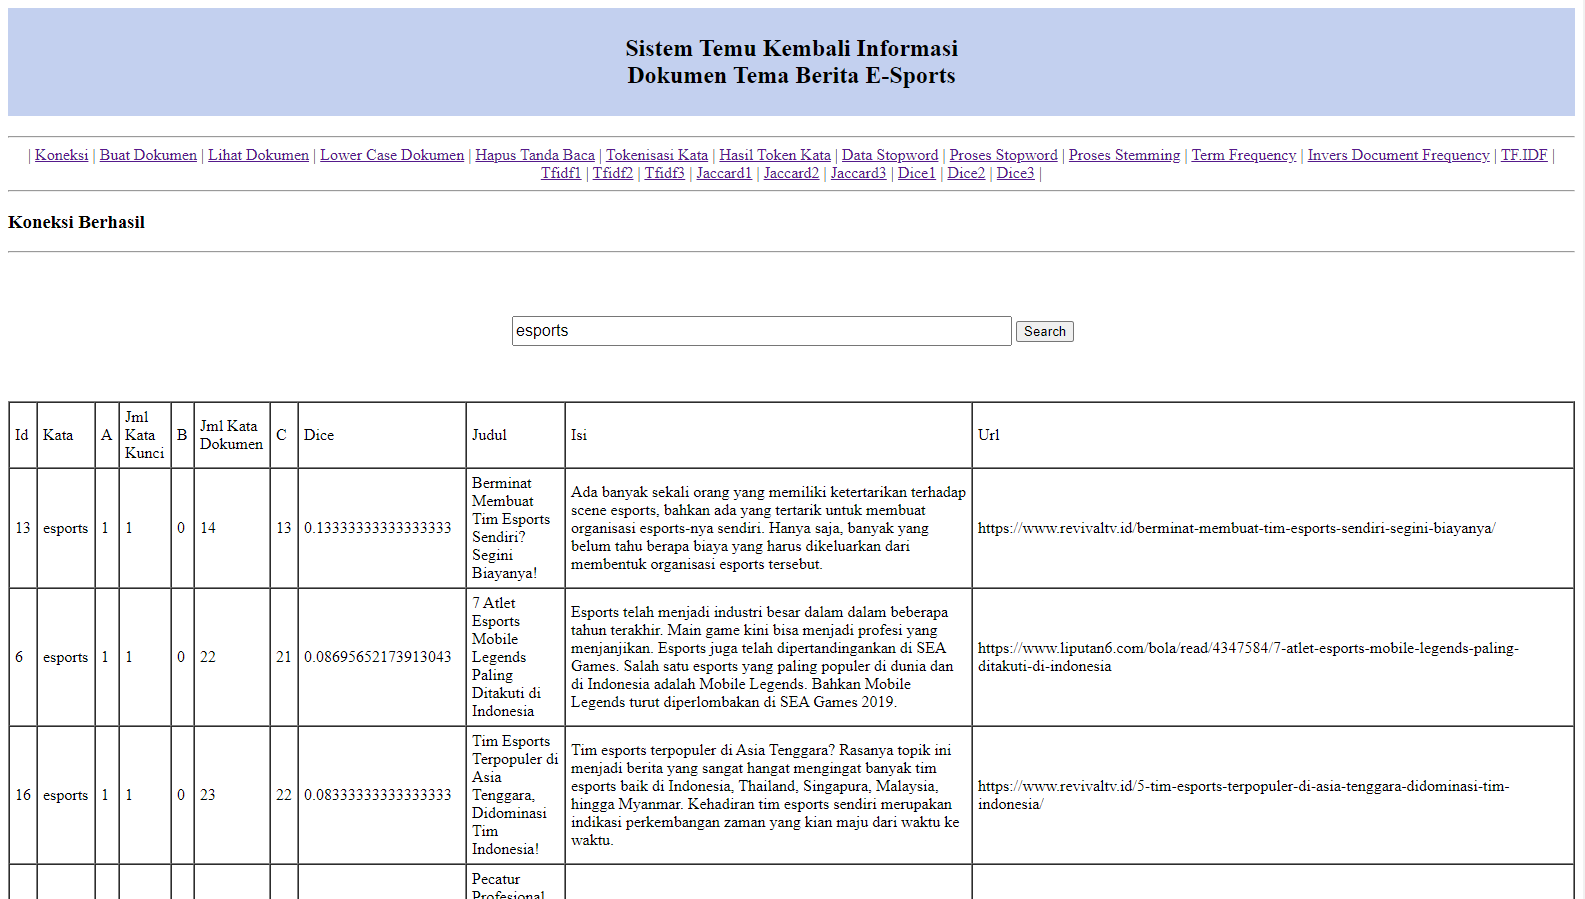 Sistem Temu Kembali Informasi
Dokumen Tema Berita E-Sports
| Koneksi | Buat Dokumen | Lihat Dokumen | Lower Case Dokumen | Hapus Tanda Baca | Tokenisasi Kata | Hasil Token Kata | Data Stopword | Proses Stopword | Proses Stemming | Term Frequency | Invers Document Frequency | TF.IDF |
Tfidf1 | Tfidf2 | Tfidf3 | Jaccard1 | Jaccard2 | Jaccard3 | Dice1 | Dice2 | Dice3 |
Koneksi Berhasil
esports
Search
Id
Kata
A
Jml
Kata
Kunci
B
Jml Kata
Dokumen
C
Dice
Judul
Isi
Url
13
esports
1
1
0
14
13
0.13333333333333333
Berminat
Membuat
Tim Esports
Sendiri?
Segini
Biayanya!
Ada banyak sekali orang yang memiliki ketertarikan terhadap
scene esports, bahkan ada yang tertarik untuk membuat
organisasi esports-nya sendiri. Hanya saja, banyak yang
belum tahu berapa biaya yang harus dikeluarkan dari
membentuk organisasi esports tersebut.
https://www.revivaltv.id/berminat-membuat-tim-esports-sendiri-segini-biayanya/
6
esports
1
1
0
22
21
0.08695652173913043
7 Atlet
Esports
Mobile
Legends
Paling
Ditakuti di
Indonesia
Esports telah menjadi industri besar dalam dalam beberapa
tahun terakhir. Main game kini bisa menjadi profesi yang
menjanjikan. Esports juga telah dipertandingankan di SEA
Games. Salah satu esports yang paling populer di dunia dan
di Indonesia adalah Mobile Legends. Bahkan Mobile
Legends turut diperlombakan di SEA Games 2019.
https://www.liputan6.com/bola/read/4347584/7-atlet-esports-mobile-legends-paling-
ditakuti-di-indonesia
16
esports
1
1
0
23
22
0.08333333333333333
Tim Esports
Terpopuler di
Asia
Tenggara,
Didominasi
Tim
Indonesia!
Tim esports terpopuler di Asia Tenggara? Rasanya topik ini
menjadi berita yang sangat hangat mengingat banyak tim
esports baik di Indonesia, Thailand, Singapura, Malaysia,
hingga Myanmar. Kehadiran tim esports sendiri merupakan
indikasi perkembangan zaman yang kian maju dari waktu ke
waktu.
https://www.revivaltv.id/5-tim-esports-terpopuler-di-asia-tenggara-didominasi-tim-
indonesia/
Pecatur
Profesional